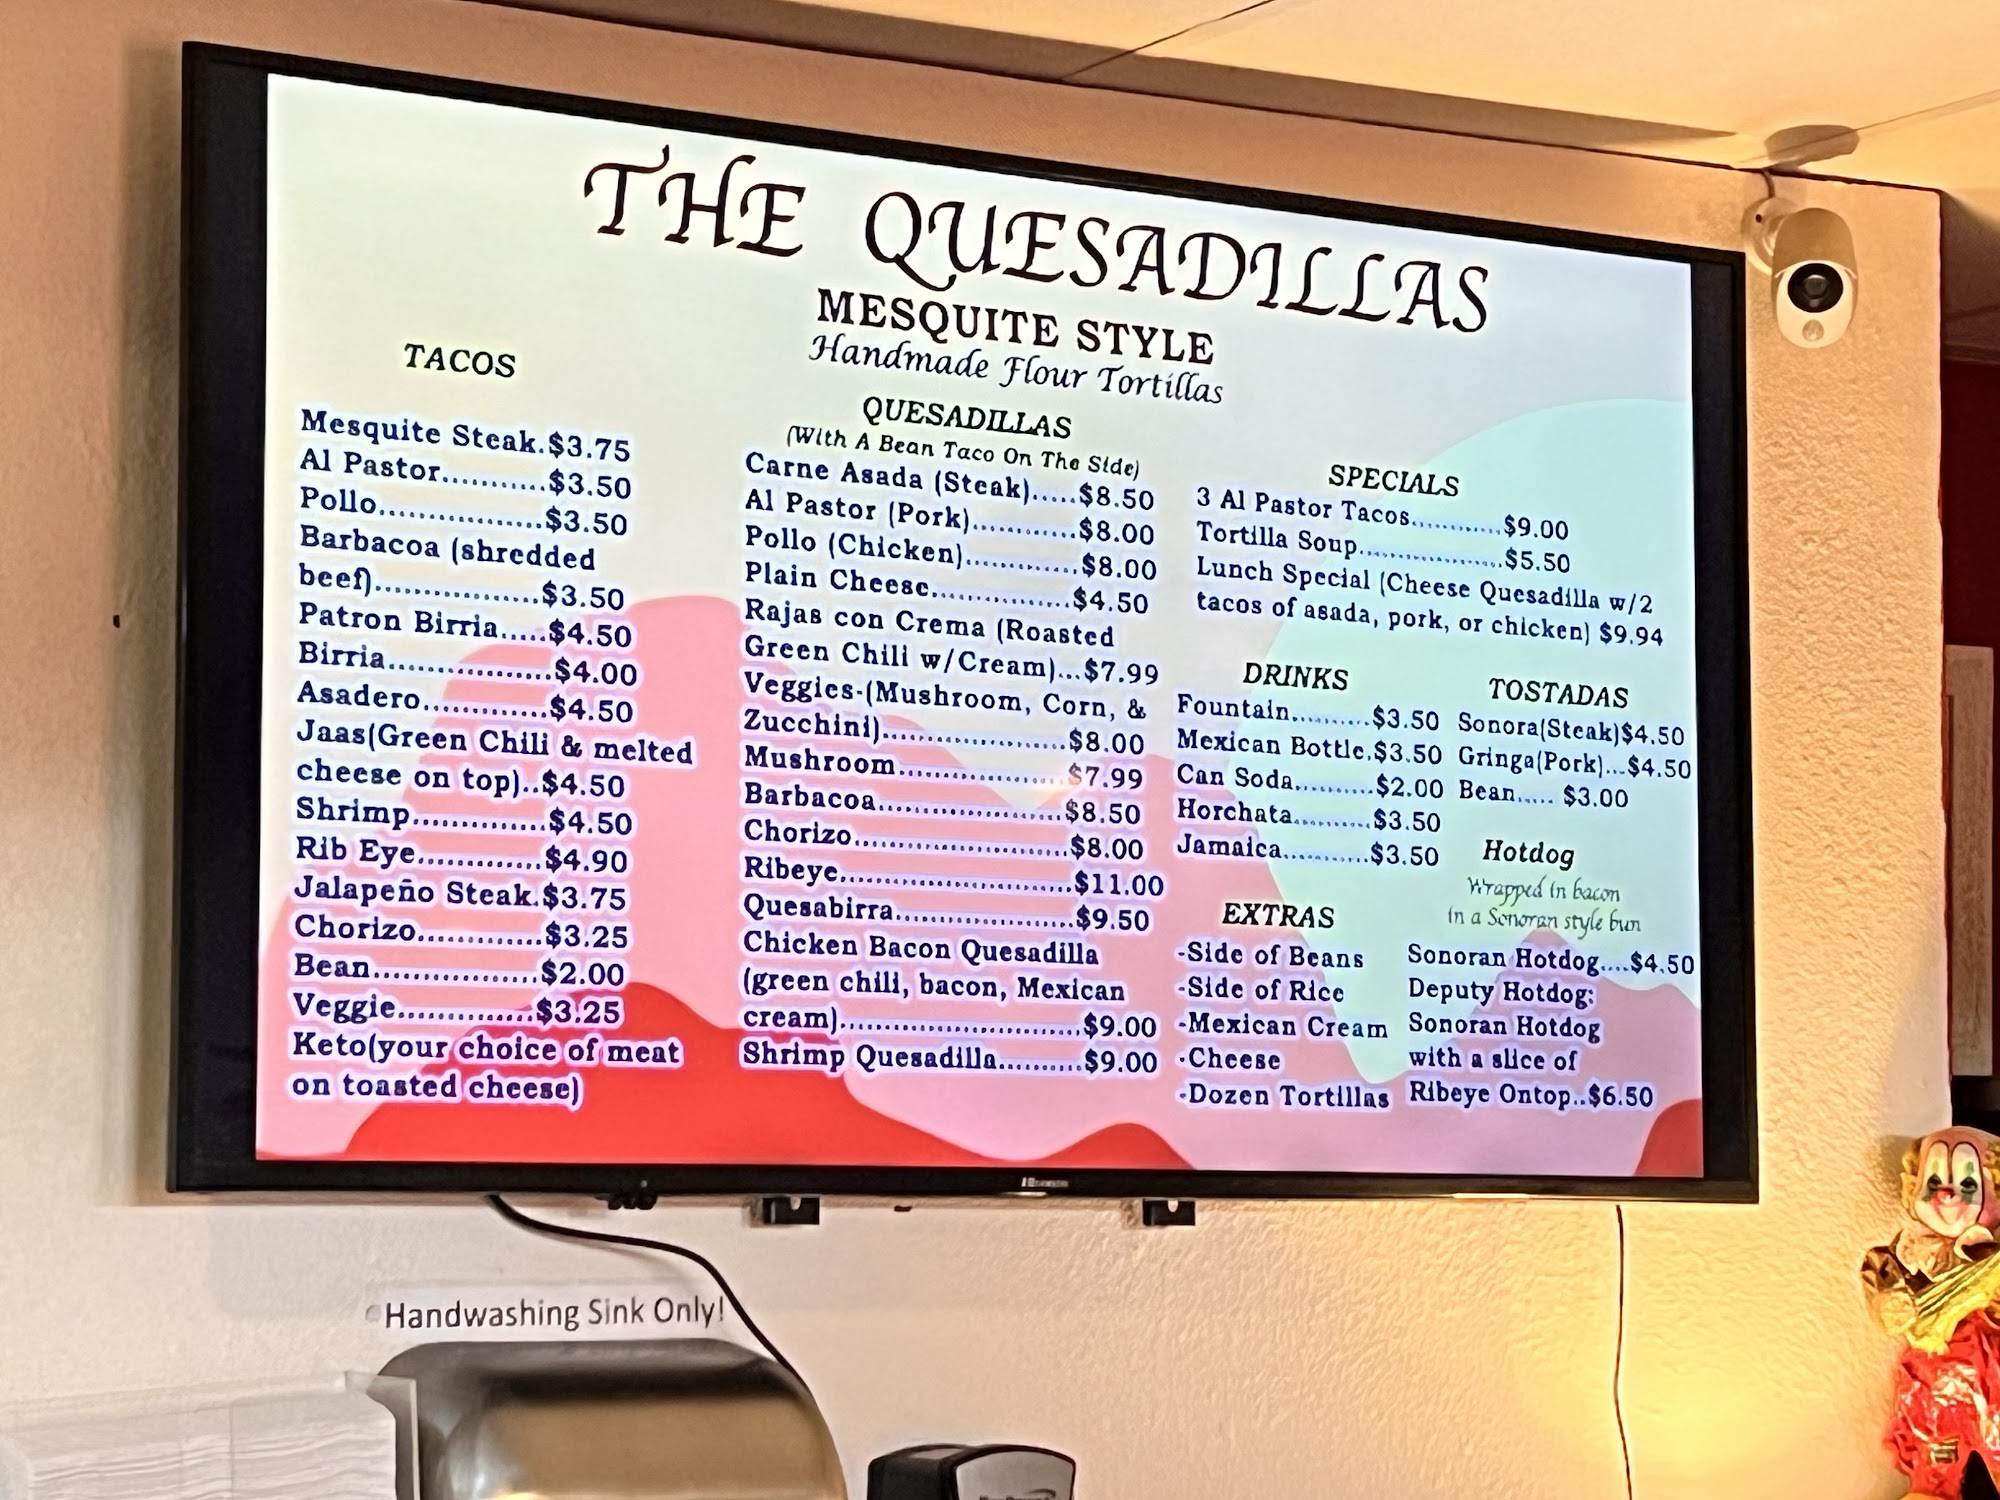 THE QUESADILLAS
MESQUITE STYLE
Handmade Flour Tortillas
TACOS
Mesquite Steak.$3.75
Al Pastor...........$3.50
Pollo.................$3.50
Barbacoa (shredded
beef).................$3.50
Patron Birria.....$4.50
Birria.................$4.00
Asadero.............$4.50
Jaas(Green Chili & melted
cheese on top)..$4.50
Shrimp..............$4.50
Rib Eye.............$4.90
Jalapeño Steak.$3.75
Chorizo.............$3.25
Bean.................$2.00
Veggie..............$3.25
Keto(your choice of meat
on toasted cheese)
QUESADILLAS
(With A Bean Taco On The Side)
Carne Asada (Steak).....$8.50
Al Pastor (Pork)...........$8.00
Pollo (Chicken).............$8.00
Plain Cheese................$4.50
Rajas con Crema (Roasted
Green Chili w/Cream)...$7.99
Veggies-(Mushroom, Corn, &
Zucchini).....................$8.00
Mushroom...................$7.99
Barbacoa.....................$8.50
Chorizo........................$8.00
Ribeye..........................$11.00
Quesabirra....................$9.50
Chicken Bacon Quesadilla
(green chili, bacon, Mexican
cream)...........................$9.00
Shrimp Quesadilla..........$9.00
SPECIALS
3 Al Pastor Tacos............$9.00
Tortilla Soup..................$5.50
Lunch Special (Cheese Quesadilla w/2
tacos of asada, pork, or chicken) $9.94
DRINKS
Fountain..........$3.50
Mexican Bottle.$3.50
Can Soda..........$2.00
Horchata..........$3.50
Jamaica...........$3.50
TOSTADAS
Sonora(Steak)$4.50
Gringa(Pork)...$4.50
Bean..... $3.00
EXTRAS
-Side of Beans
-Side of Rice
-Mexican Cream
-Cheese
-Dozen Tortillas
Hotdog
Wrapped in bacon
in a Sonoran style bun
Sonoran Hotdog....$4.50
Deputy Hotdog:
Sonoran Hotdog
with a slice of
Ribeye Ontop..$6.50
Handwashing Sink Only!